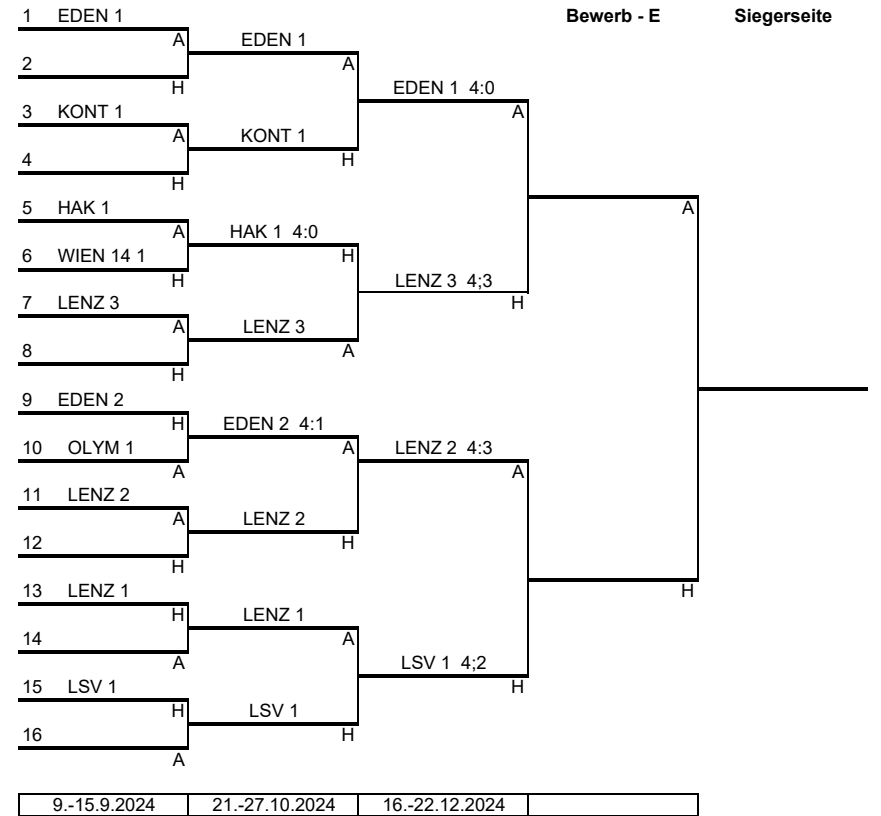 1 EDEN 1 Bewerb - E Siegerseite
A EDEN 1
2 A
H EDEN 1 4:0
3 KONT 1 A
A KONT 1
4 H
H
5 HAK 1 A
A HAK 1 4:0
6 WIEN 14 1 H
H LENZ 3 4;3
7 LENZ 3 H
A LENZ 3
8 A
H
9 EDEN 2
H EDEN 2 4:1
10 OLYM 1 A LENZ 2 4:3
A A
11 LENZ 2
A LENZ 2
12 H
H
13 LENZ 1 H
H LENZ 1
14 A
A LSV 1 4;2
15 LSV 1 H
H LSV 1
16 H
A
9.-15.9.2024 21.-27.10.2024 16.-22.12.2024